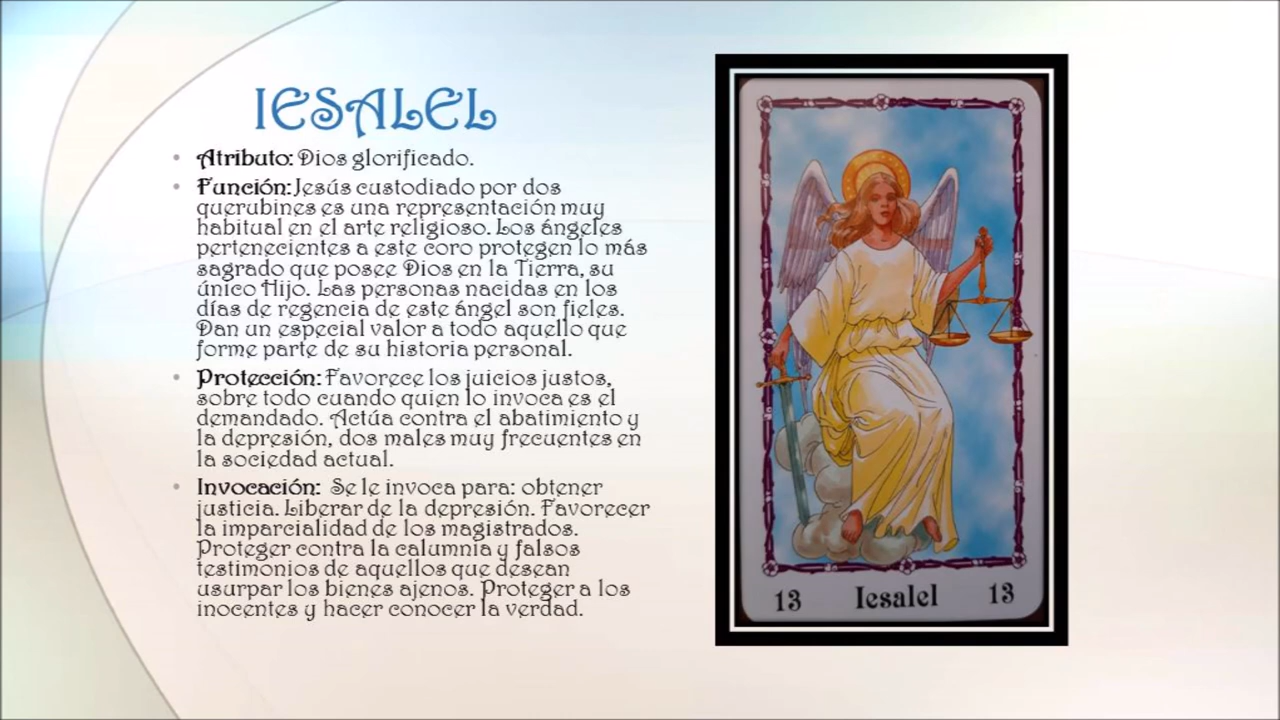 IESALEL
• Atributo: Dios glorificado.
• Función: Jesús custodiado por dos
querubines es una representación muy
habitual en el arte religioso. Los ángeles
pertenecientes a este coro protegen lo más
sagrado que posee Dios en la Tierra, su
único Hijo. Las personas nacidas en los
días de regencia de este ángel son fieles.
Dan un especial valor a todo aquello que
forme parte de su historia personal.
• Protección: Favorece los juicios justos,
sobre todo cuando quien lo invoca es el
demandado. Actúa contra el abatimiento y
la depresión, dos males muy frecuentes en
la sociedad actual.
• Invocación: Se le invoca para: obtener
justicia. Liberar de la depresión. Favorecer
la imparcialidad de los magistrados.
Proteger contra la calumnia y falsos
testimonios de aquellos que desean
usurpar los bienes ajenos. Proteger a los
inocentes y hacer conocer la verdad.
13 Iesalel 13